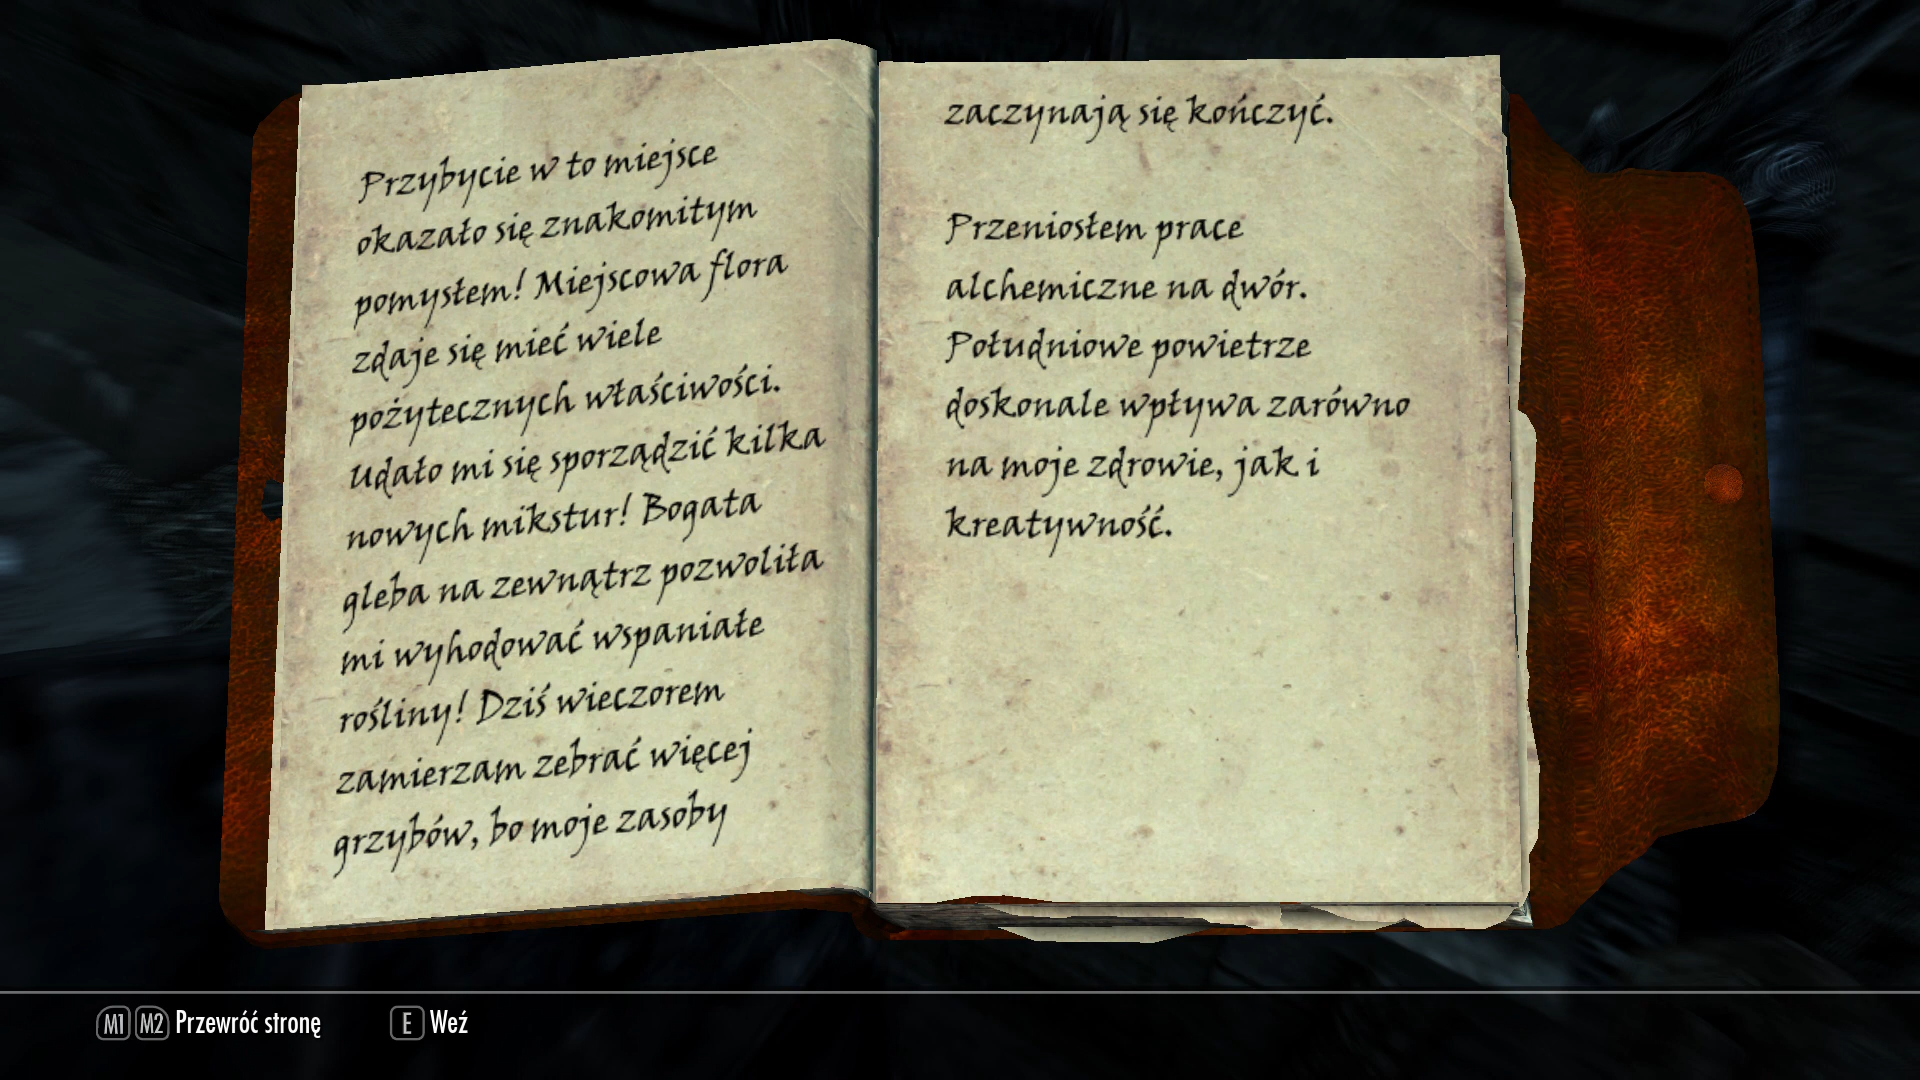 Przybycie w to miejsce
okazało się znakomitym
pomysłem! Miejscowa flora
zdaje się mieć wiele
pożytecznych właściwości.
Udało mi się sporządzić kilka
nowych mikstur! Bogata
gleba na zewnątrz pozwoliła
mi wyhodować wspaniałe
rośliny! Dziś wieczorem
zamierzam zebrać więcej
grzybów, bo moje zasoby
zaczynają się kończyć.
Przeniosłem prace
alchemiczne na dwór.
Południowe powietrze
doskonale wpływa zarówno
na moje zdrowie, jak i
kreatywność.
M1 M2 Przewróć stronę E Weź